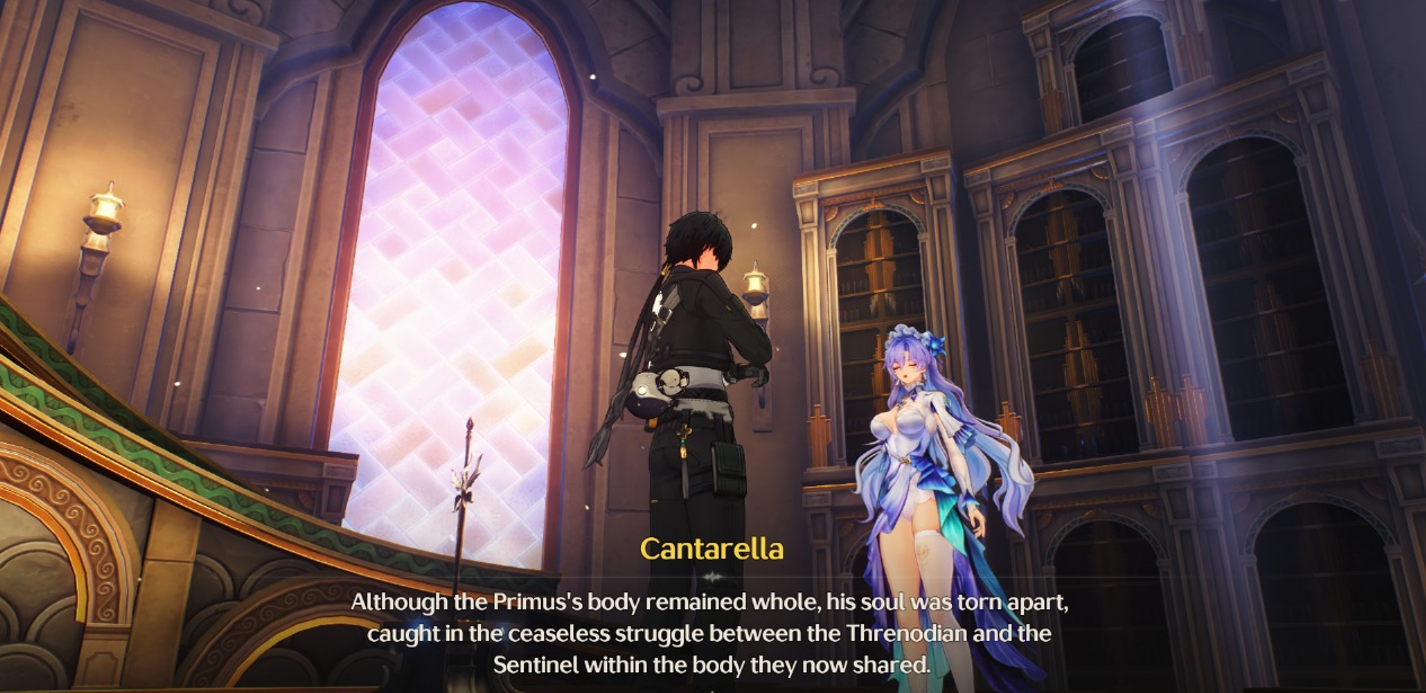 Cantarella
Although the Primus's body remained whole, his soul was torn apart,
caught in the ceaseless struggle between the Threnodian and the
Sentinel within the body they now shared.